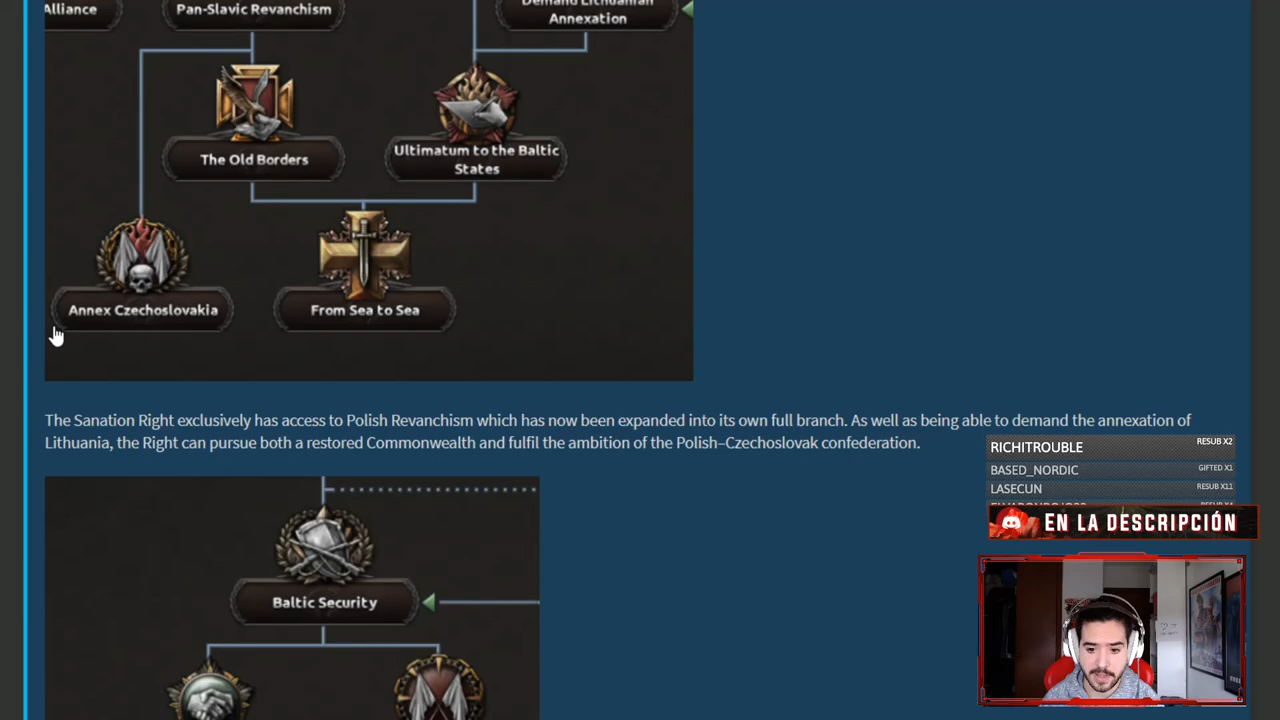 Alliance
Pan-Slavic Revanchism
Demand Lithuanian
Annexation
The Old Borders
Ultimatum to the Baltic
States
Annex Czechoslovakia
From Sea to Sea
The Sanation Right exclusively has access to Polish Revanchism which has now been expanded into its own full branch. As well as being able to demand the annexation of
Lithuania, the Right can pursue both a restored Commonwealth and fulfil the ambition of the Polish–Czechoslovak confederation.
RICHITROUBLE RESUB X2
BASED_NORDIC GIFTED X1
LASECUN RESUB X11
EN LA DESCRIPCIÓN
Baltic Security